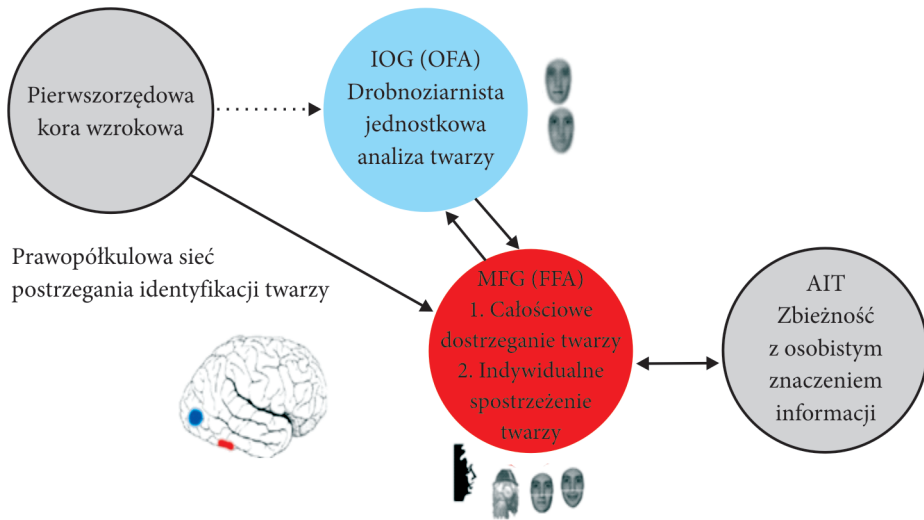 Pierwszorzędowa
kora wzrokowa
IOG (OFA)
Drobnoziarnista
jednostkowa
analiza twarzy
Prawopółkulowa sieć
postrzegania identyfikacji twarzy
MFG (FFA)
1. Całościowe
dostrzeganie twarzy
2. Indywidualne
spostrzeżenie
twarzy
AIT
Zbieżność
z osobistym
znaczeniem
informacji